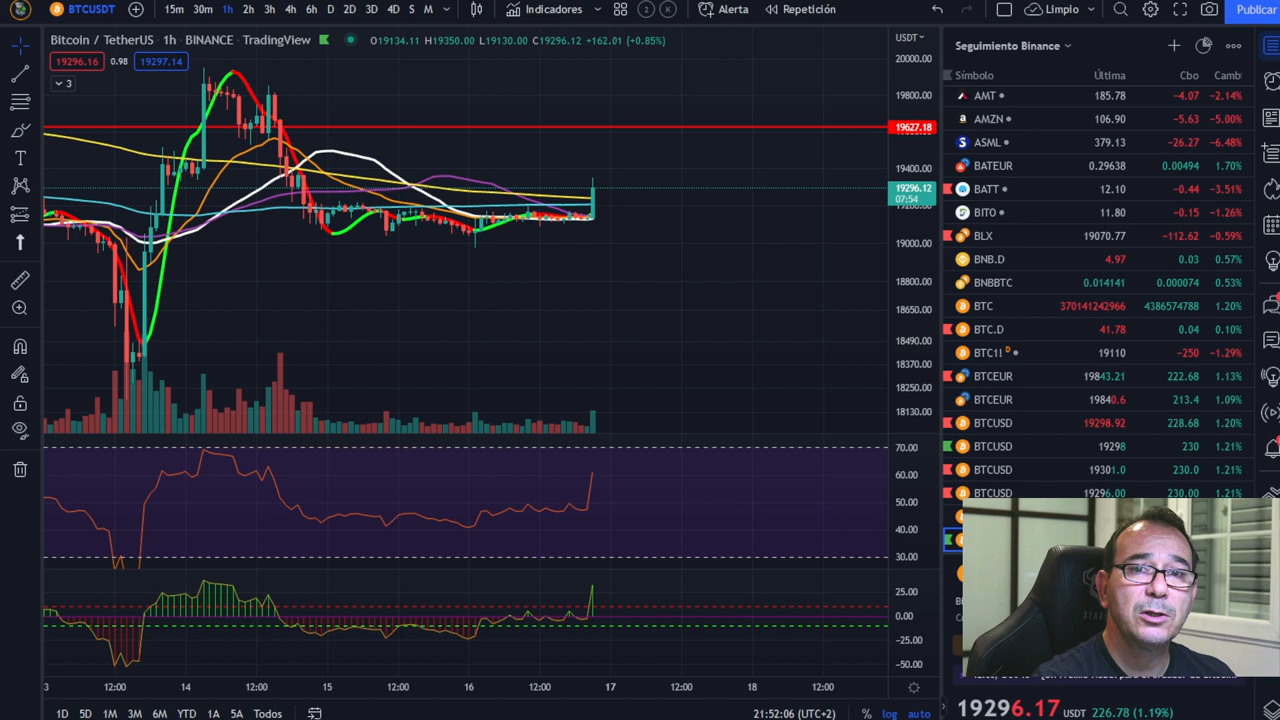 BTCUSDT 15m 30m 1h 2h 3h 4h 6h D 2D 3D 4D S M Indicadores 2 K Alerta Repetición Limpio Publicar
Bitcoin / TetherUS · 1h · BINANCE · TradingView O19134.11 H19350.00 L19130.00 C19296.12 +162.01 (+0.85%)
19296.16 0.98 19297.14
3
USDT
20000.00
19800.00
19627.18
19400.00
19296.12
07:54
19200.00
19000.00
18800.00
18650.00
18490.00
18370.00
18250.00
18130.00
70.00
60.00
50.00
40.00
30.00
25.00
0.00
−25.00
−50.00
3 12:00 14 12:00 15 12:00 16 12:00 17 12:00 18 12:00
1D 5D 1M 3M 6M YTD 1A 5A Todos 21:52:06 (UTC+2) % log auto
Seguimiento Binance
Símbolo Última Cbo Camb
AMT 185.78 −4.07 −2.14%
AMZN 106.90 −5.63 −5.00%
ASML 379.13 −26.27 −6.48%
BATEUR 0.29638 0.00494 1.70%
BATT 12.10 −0.44 −3.51%
BITO 11.80 −0.15 −1.26%
BLX 19070.77 −112.62 −0.59%
BNB.D 4.97 0.03 0.57%
BNBBTC 0.014141 0.000074 0.53%
BTC 370141242966 4386574788 1.20%
BTC.D 41.78 0.04 0.10%
BTC1! D 19110 −250 −1.29%
BTCEUR 19843.21 222.68 1.13%
BTCEUR 19840.6 213.4 1.09%
BTCUSD 19298.92 228.68 1.20%
BTCUSD 19298 230 1.21%
BTCUSD 19301.0 230.0 1.21%
BTCUSD 19296.00 230.00 1.21%
19296.17 USDT 226.78 (1.19%)